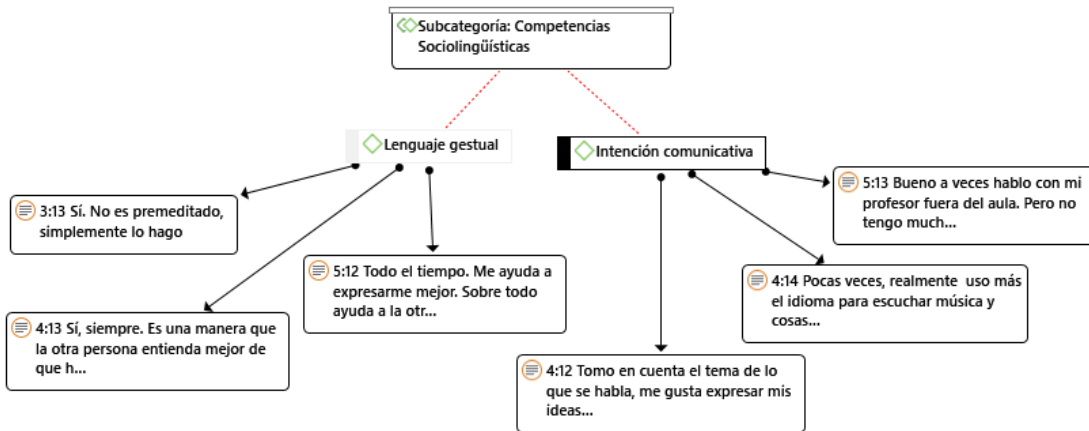 Subcategoría: Competencias
Sociolingüísticas
Lenguaje gestual
Intención comunicativa
3:13 Sí. No es premeditado,
simplemente lo hago
4:13 Sí, siempre. Es una manera que
la otra persona entienda mejor de
que h...
5:12 Todo el tiempo. Me ayuda a
expresarme mejor. Sobre todo
ayuda a la otr...
4:12 Tomo en cuenta el tema de lo
que se habla, me gusta expresar mis
ideas...
4:14 Pocas veces, realmente uso más
el idioma para escuchar música y
cosas...
5:13 Bueno a veces hablo con mi
profesor fuera del aula. Pero no
tengo much...